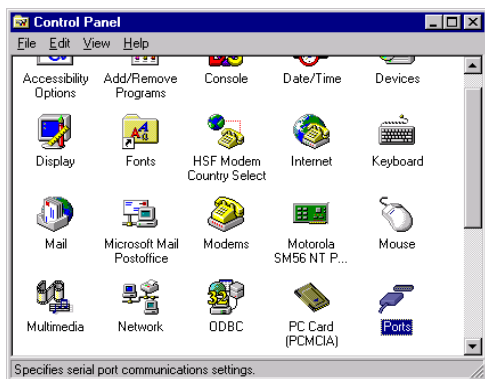 Control Panel
File Edit View Help
Accessibility Options
Add/Remove Programs
Console
Date/Time
Devices
Display
Fonts
HSF Modem Country Select
Internet
Keyboard
Mail
Microsoft Mail Postoffice
Modems
Motorola SM56 NT P...
Mouse
Multimedia
Network
ODBC
PC Card (PCMCIA)
Ports
Specifies serial port communications settings.